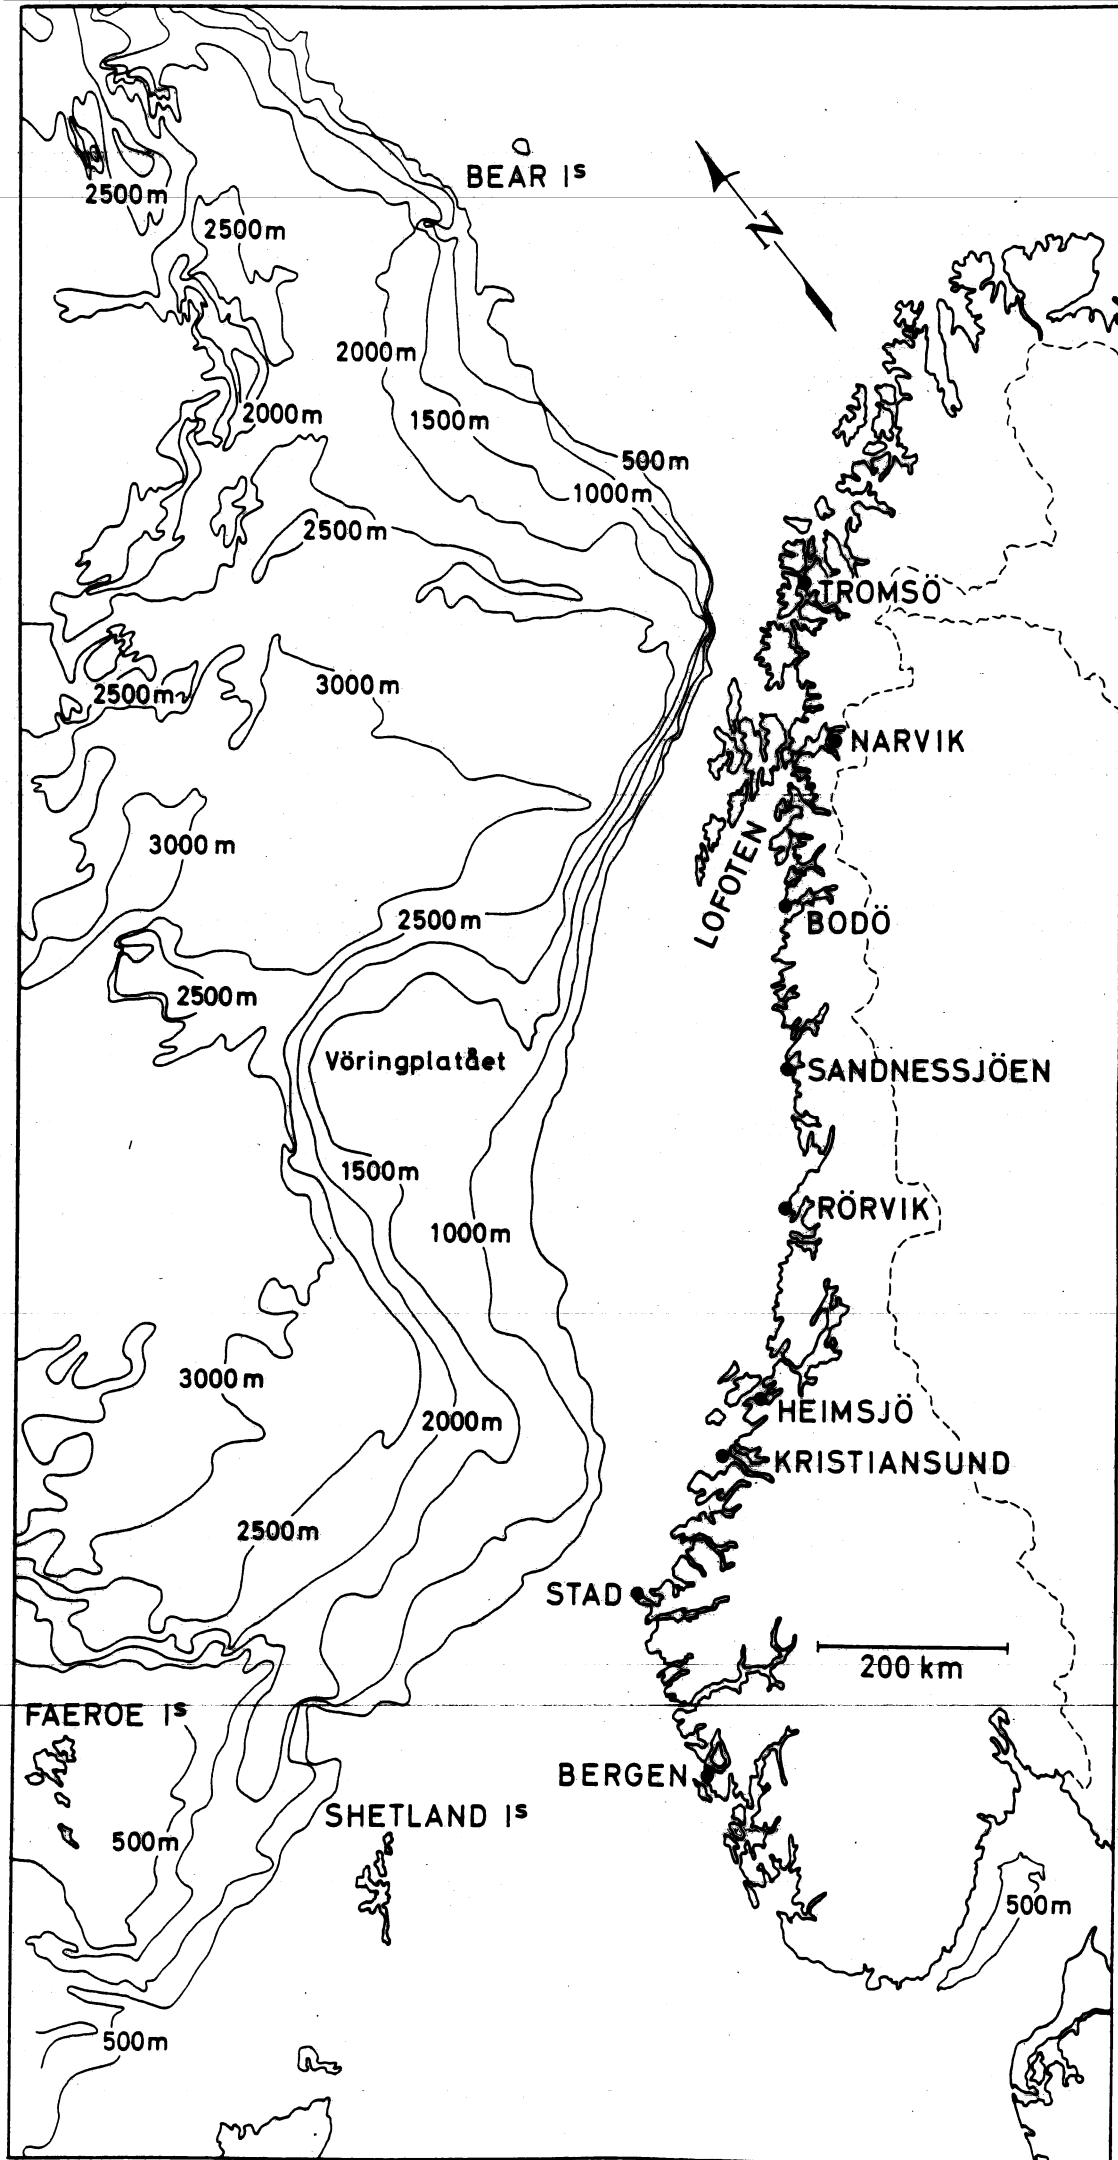 BEAR Iˢ
N
2500m
2500m
2000m
2000m
1500m
500m
1000m
2500m
TROMSÖ
3000m
2500m
NARVIK
3000m
LOFOTEN
2500m
BODÖ
2500m
Vöringplatået
SANDNESSJÖEN
1500m
RÖRVIK
1000m
3000m
HEIMSJÖ
2000m
KRISTIANSUND
2500m
STAD
200 km
FAEROE Iˢ
BERGEN
SHETLAND Iˢ
500m
500m
500m